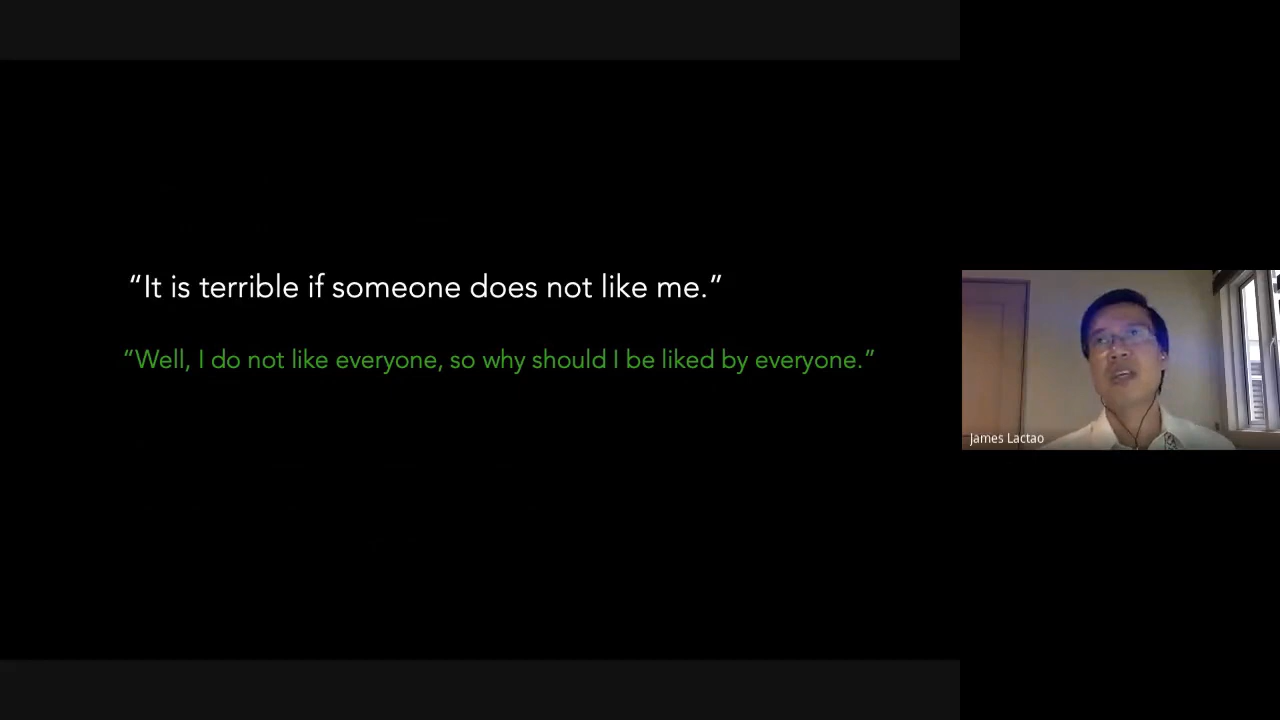 “It is terrible if someone does not like me.”
“Well, I do not like everyone, so why should I be liked by everyone.”
James Lactao